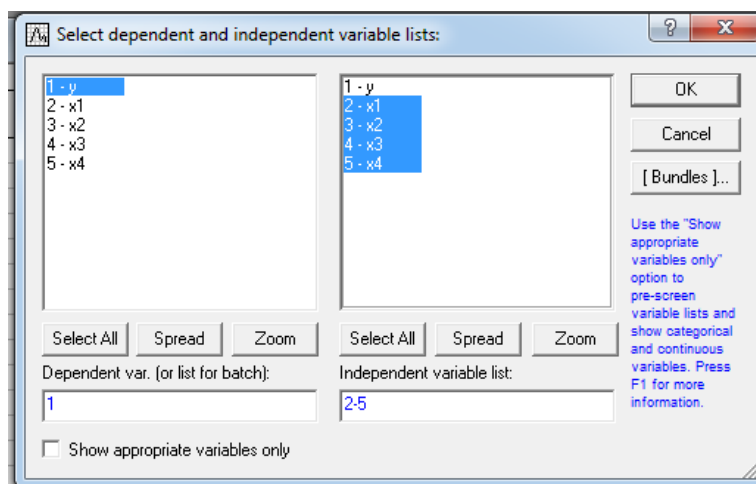 Select dependent and independent variable lists:
1 - y
2 - x1
3 - x2
4 - x3
5 - x4
1 - y
2 - x1
3 - x2
4 - x3
5 - x4
OK
Cancel
[ Bundles ]...
Use the "Show
appropriate
variables only"
option to
pre-screen
variable lists and
show categorical
and continuous
variables. Press
F1 for more
information.
Select All
Spread
Zoom
Select All
Spread
Zoom
Dependent var. (or list for batch):
Independent variable list:
1
2-5
Show appropriate variables only